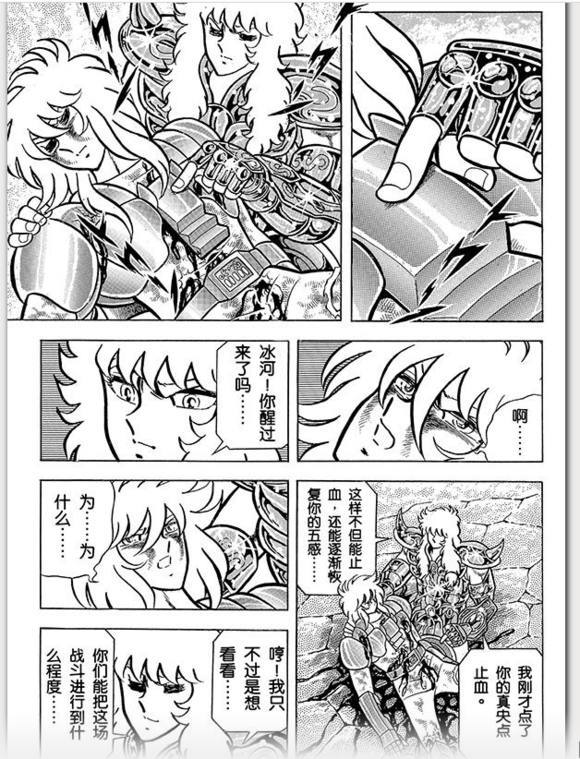 啊……
冰河！你醒过
来了吗……
我刚才点了
你的真央点
止血。
这样不但能止
血，还能逐渐恢
复你的五感……
为……为
什么……
哼！我只
不过是想
看看……
你们能把这场
战斗进行到什
么程度……